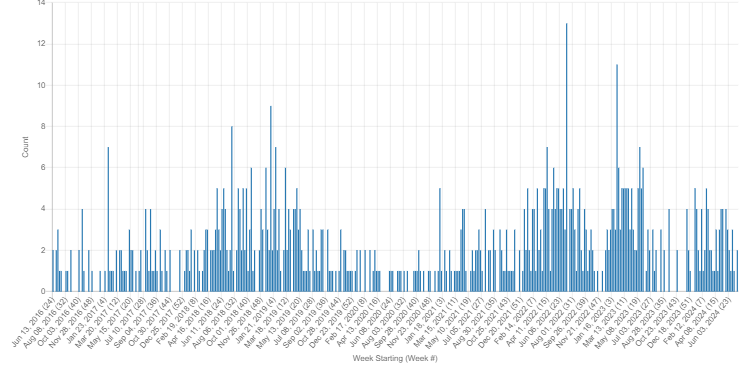 14
12
10
8
6
4
2
0
Count
Jun 13, 2016 (24)
Aug 08, 2016 (32)
Oct 03, 2016 (40)
Nov 28, 2016 (48)
Jan 23, 2017 (4)
Mar 20, 2017 (12)
May 15, 2017 (20)
Jul 10, 2017 (28)
Sep 04, 2017 (36)
Oct 30, 2017 (44)
Dec 25, 2017 (52)
Feb 19, 2018 (8)
Apr 16, 2018 (16)
Jun 11, 2018 (24)
Aug 06, 2018 (32)
Oct 01, 2018 (40)
Nov 26, 2018 (48)
Jan 21, 2019 (4)
Mar 18, 2019 (12)
May 13, 2019 (20)
Jul 08, 2019 (28)
Sep 02, 2019 (36)
Oct 28, 2019 (44)
Dec 23, 2019 (52)
Feb 17, 2020 (8)
Apr 13, 2020 (16)
Jun 08, 2020 (24)
Aug 03, 2020 (32)
Sep 28, 2020 (40)
Nov 23, 2020 (48)
Jan 18, 2021 (3)
Mar 15, 2021 (11)
May 10, 2021 (19)
Jul 05, 2021 (27)
Aug 30, 2021 (35)
Oct 25, 2021 (43)
Dec 20, 2021 (51)
Feb 14, 2022 (7)
Apr 11, 2022 (15)
Jun 06, 2022 (23)
Aug 01, 2022 (31)
Sep 26, 2022 (39)
Nov 21, 2022 (47)
Jan 16, 2023 (3)
Mar 13, 2023 (11)
May 08, 2023 (19)
Jul 03, 2023 (27)
Aug 28, 2023 (35)
Oct 23, 2023 (43)
Dec 18, 2023 (51)
Feb 12, 2024 (7)
Apr 08, 2024 (15)
Jun 03, 2024 (23)
Week Starting (Week #)